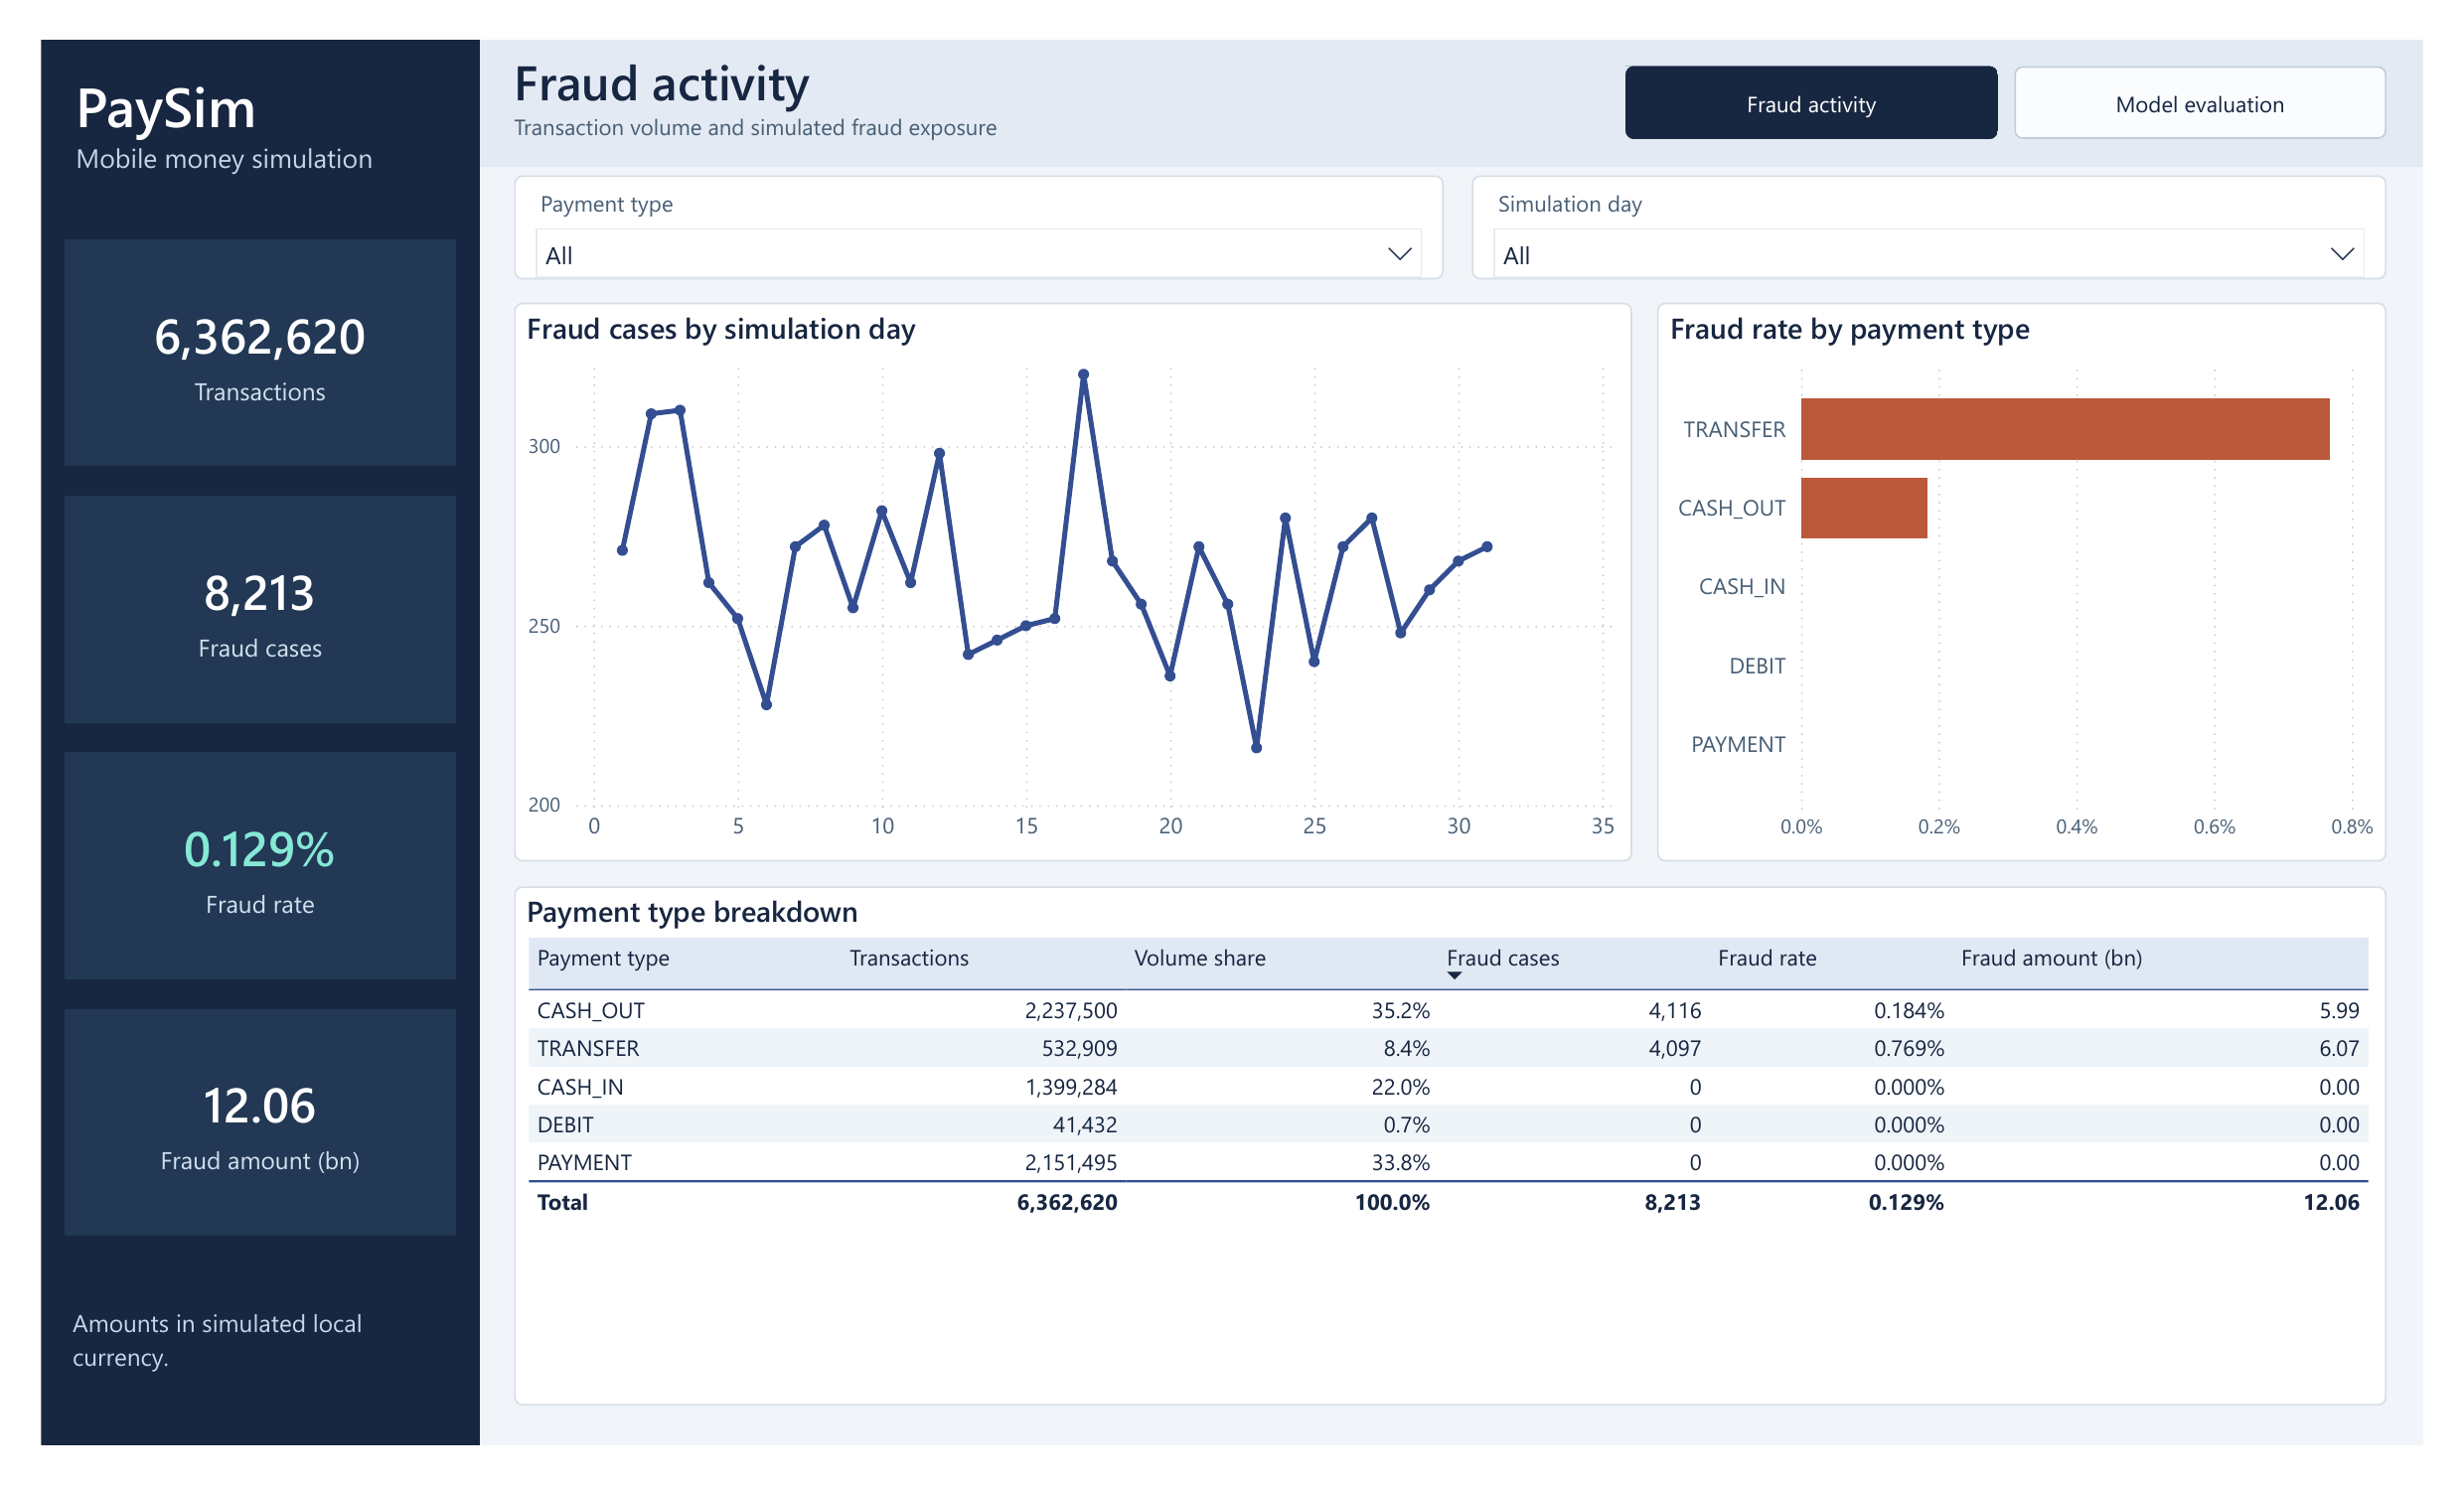 PaySim
Mobile money simulation
6,362,620
Transactions
8,213
Fraud cases
0.129%
Fraud rate
12.06
Fraud amount (bn)
Amounts in simulated local
currency.
Fraud activity
Transaction volume and simulated fraud exposure
Fraud activity
Model evaluation
Payment type
All
Simulation day
All
Fraud cases by simulation day
300
250
200
0 5 10 15 20 25 30 35
Fraud rate by payment type
TRANSFER
CASH_OUT
CASH_IN
DEBIT
PAYMENT
0.0% 0.2% 0.4% 0.6% 0.8%
Payment type breakdown
Payment type Transactions Volume share Fraud cases Fraud rate Fraud amount (bn)
CASH_OUT 2,237,500 35.2% 4,116 0.184% 5.99
TRANSFER 532,909 8.4% 4,097 0.769% 6.07
CASH_IN 1,399,284 22.0% 0 0.000% 0.00
DEBIT 41,432 0.7% 0 0.000% 0.00
PAYMENT 2,151,495 33.8% 0 0.000% 0.00
Total 6,362,620 100.0% 8,213 0.129% 12.06